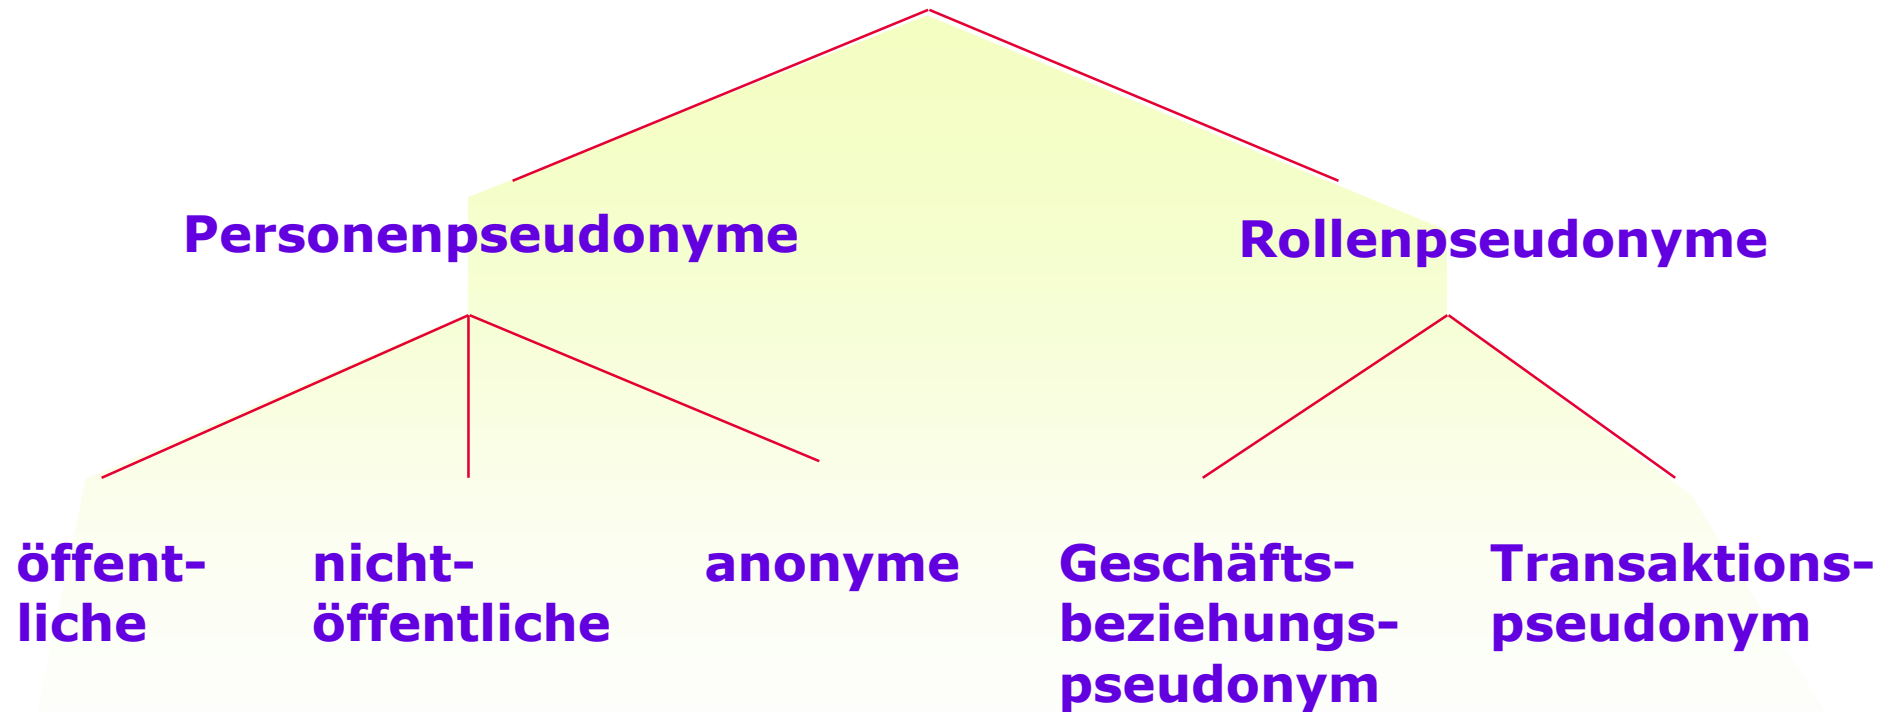 Personenpseudonyme
Rollenpseudonyme
öffent-
liche
nicht-
öffentliche
anonyme
Geschäfts-
beziehungs-
pseudonym
Transaktions-
pseudonym